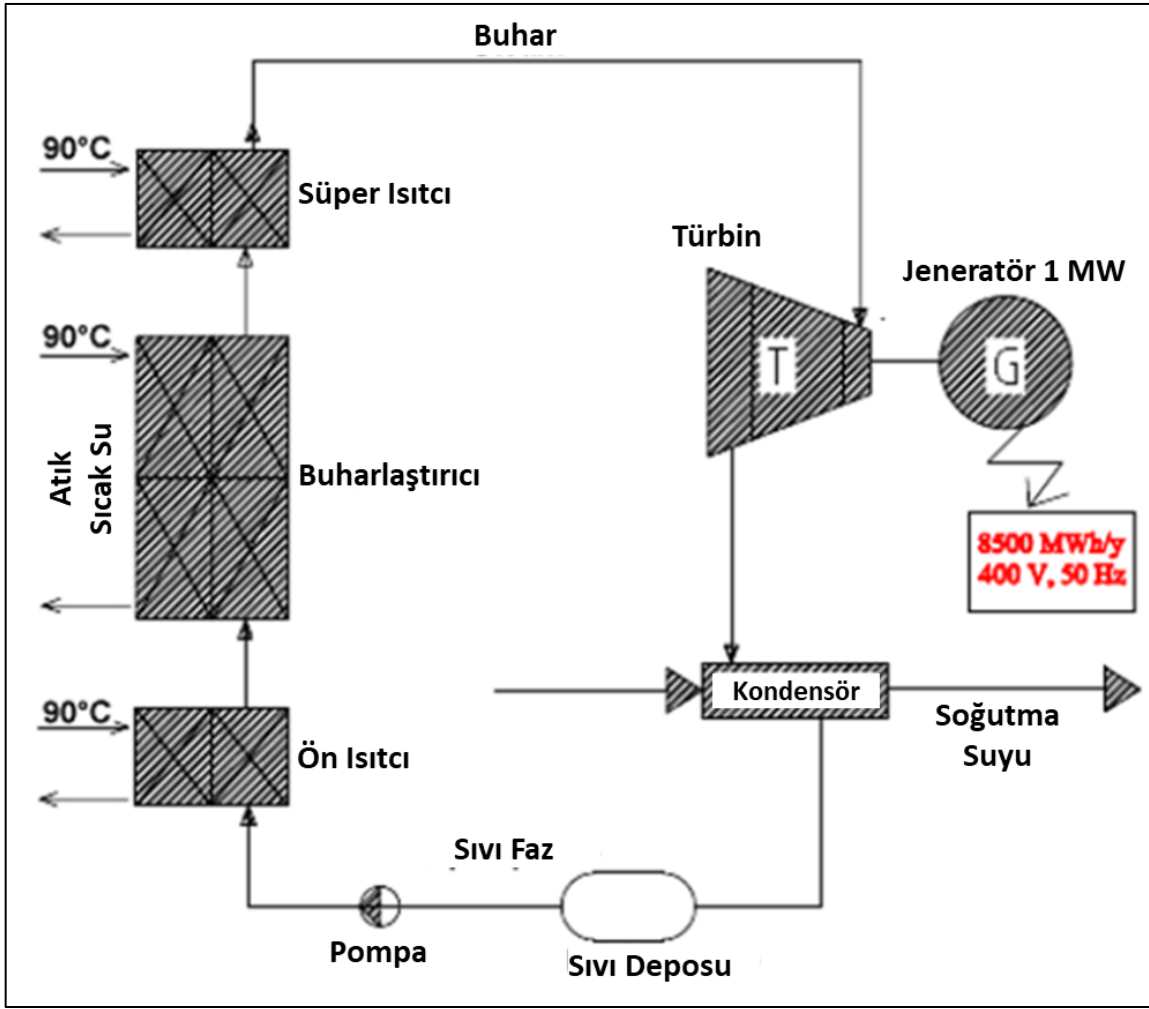 Buhar
90°C
Süper Isıtcı
Türbin
Jeneratör 1 MW
90°C
T
G
Atık
Sıcak Su
Buharlaştırıcı
8500 MWh/y
400 V, 50 Hz
Kondensör
90°C
Soğutma
Suyu
Ön Isıtcı
Sıvı Faz
Pompa
Sıvı Deposu